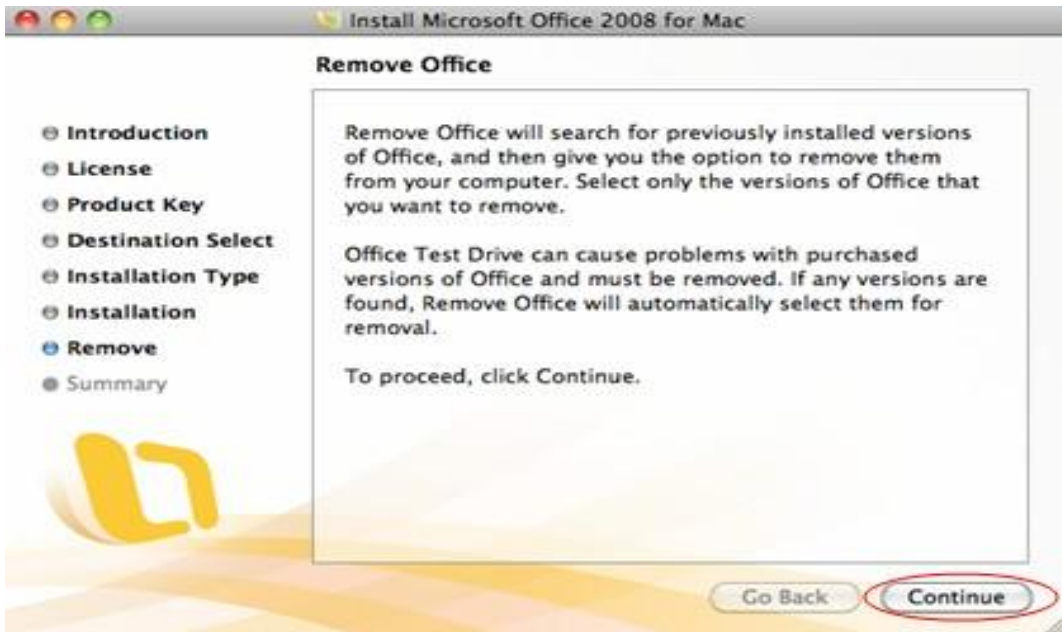 Install Microsoft Office 2008 for Mac
Remove Office
Introduction
License
Product Key
Destination Select
Installation Type
Installation
Remove
Summary
Remove Office will search for previously installed versions
of Office, and then give you the option to remove them
from your computer. Select only the versions of Office that
you want to remove.
Office Test Drive can cause problems with purchased
versions of Office and must be removed. If any versions are
found, Remove Office will automatically select them for
removal.
To proceed, click Continue.
Go Back
Continue